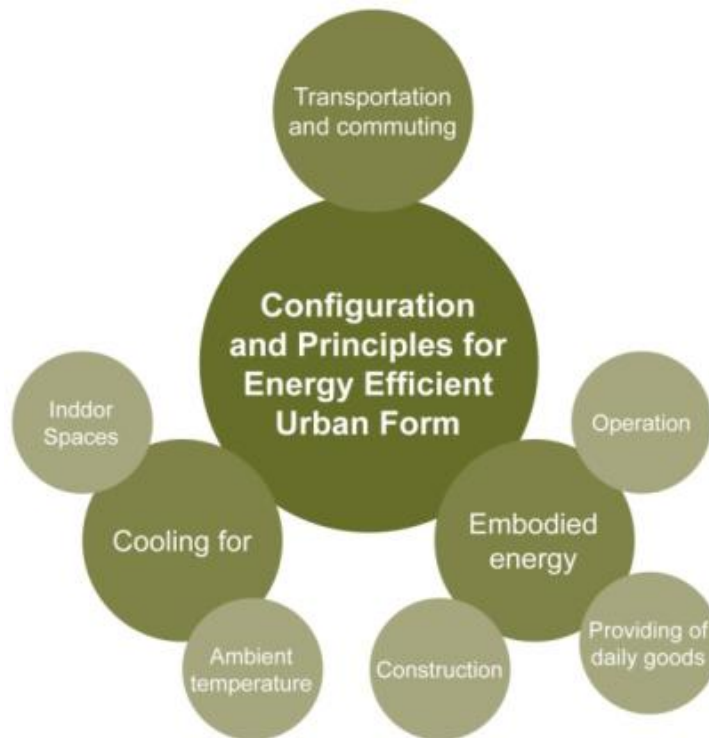 Transportation
and commuting
Configuration
and Principles for
Energy Efficient
Urban Form
Inddor
Spaces
Cooling for
Ambient
temperature
Operation
Embodied
energy
Construction
Providing of
daily goods